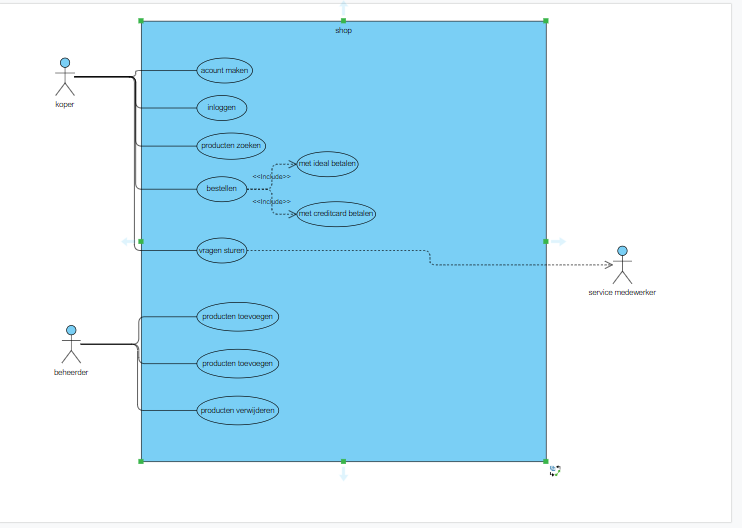 shop
acount maken
koper
inloggen
producten zoeken
met ideal betalen
<<Include>>
bestellen
<<Include>>
met creditcard betalen
vragen sturen
service medewerker
producten toevoegen
beheerder
producten toevoegen
producten verwijderen